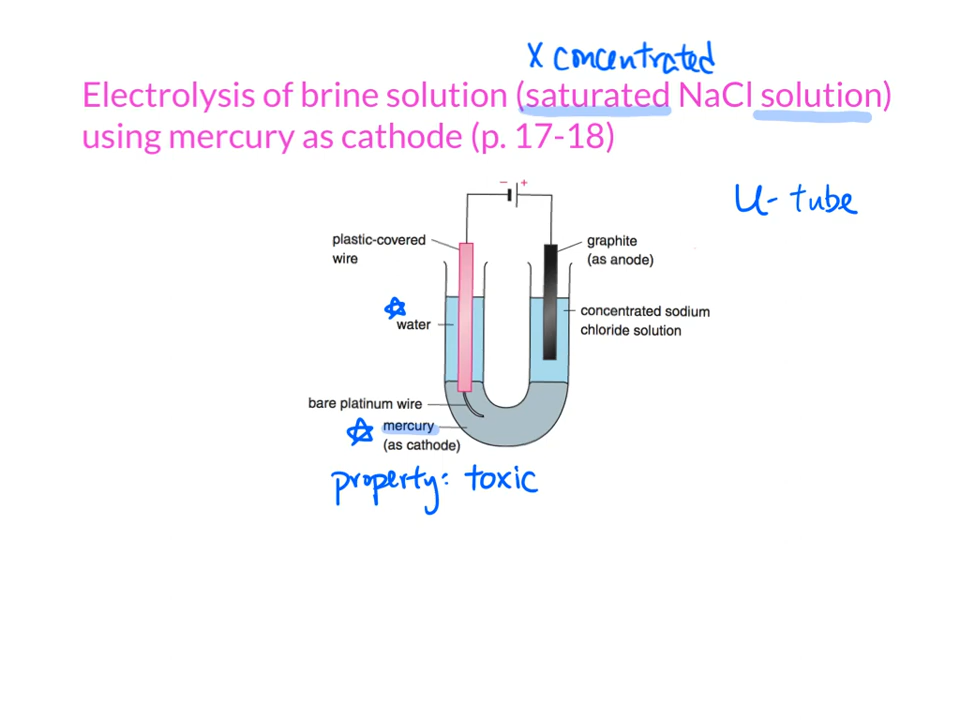 X concentrated
Electrolysis of brine solution (saturated NaCl solution)
using mercury as cathode (p. 17-18)
U-tube
− +
plastic-covered
wire
graphite
(as anode)
water
concentrated sodium
chloride solution
bare platinum wire
mercury
(as cathode)
property: toxic